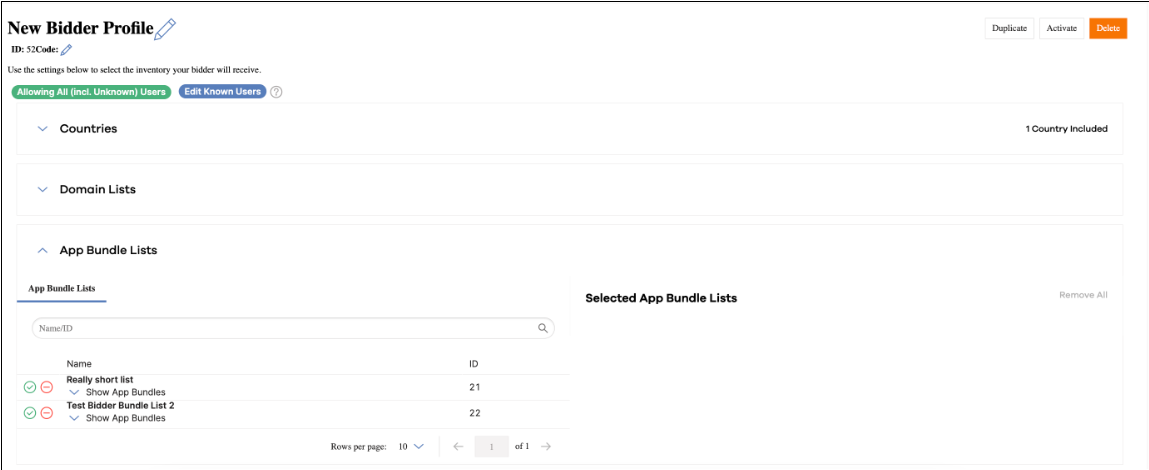 New Bidder Profile
Duplicate Activate Delete
ID: 52Code:
Use the settings below to select the inventory your bidder will receive.
Allowing All (incl. Unknown) Users Edit Known Users ?
Countries 1 Country Included
Domain Lists
App Bundle Lists
App Bundle Lists
Selected App Bundle Lists Remove All
Name/ID
Name ID
Really short list
Show App Bundles 21
Test Bidder Bundle List 2
Show App Bundles 22
Rows per page: 10 1 of 1